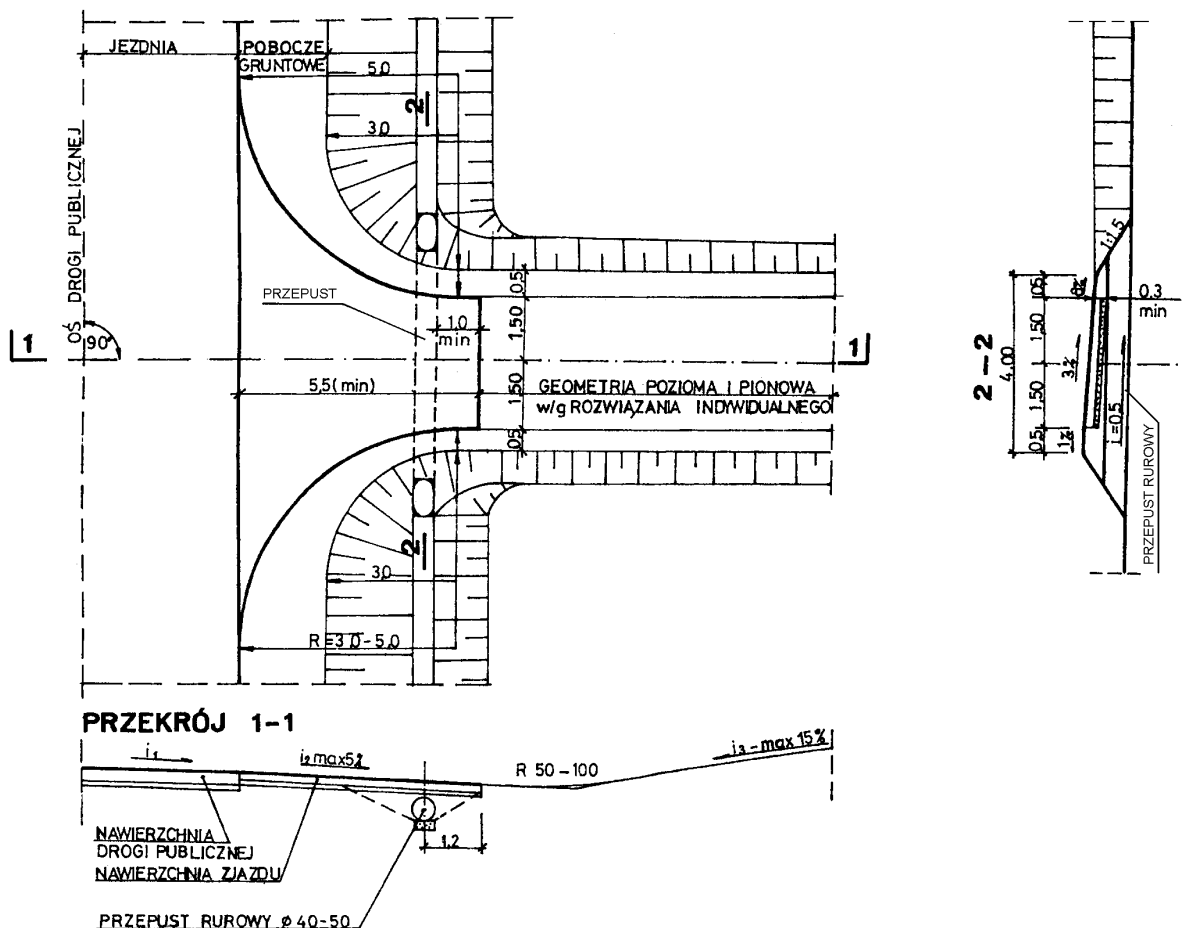 JEZDNIA
POBOCZE
GRUNTOWE
OŚ DROGI PUBLICZNEJ
5.0
2
3.0
PRZEPUST
1.0
min
0.5
1.50
1.50
0.5
1
90°
1
5,5(min)
GEOMETRIA POZIOMA I PIONOWA
w/g ROZWIĄZANIA INDYWIDUALNEGO
2
3.0
R=3.0-5.0
2-2
4.00
0.5
1.50
1.50
0.5
1:1.5
8%
3%
1%
i=0.5
0.3
min
PRZEPUST RUROWY
PRZEKRÓJ 1-1
i1
i2 max5%
R 50-100
i3-max 15%
1.2
NAWIERZCHNIA
DROGI PUBLICZNEJ
NAWIERZCHNIA ZJAZDU
PRZEPUST RUROWY ø 40-50